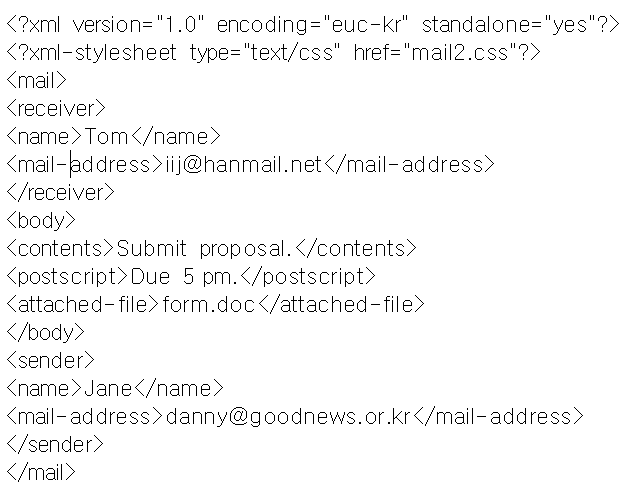 <?xml version="1.0" encoding="euc-kr" standalone="yes"?>
<?xml-stylesheet type="text/css" href="mail2.css"?>
<mail>
<receiver>
<name>Tom</name>
<mail-address>iij@hanmail.net</mail-address>
</receiver>
<body>
<contents>Submit proposal.</contents>
<postscript>Due 5 pm.</postscript>
<attached-file>form.doc</attached-file>
</body>
<sender>
<name>Jane</name>
<mail-address>danny@goodnews.or.kr</mail-address>
</sender>
</mail>